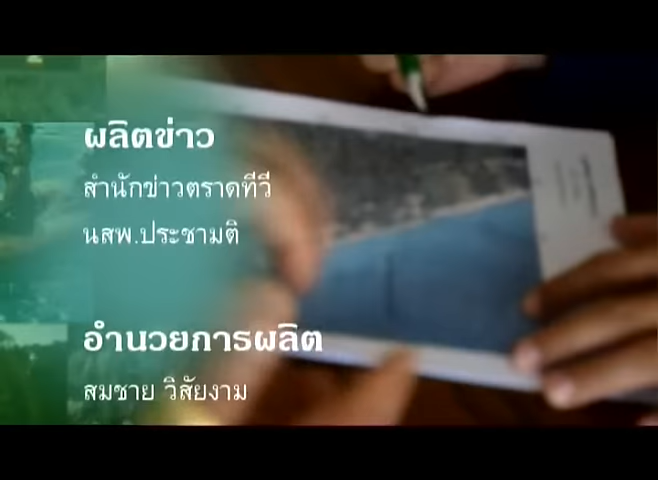 ผลิตข่าว
สำนักข่าวตราดทีวี
นสพ.ประชามติ
อำนวยการผลิต
สมชาย วิสัยงาม